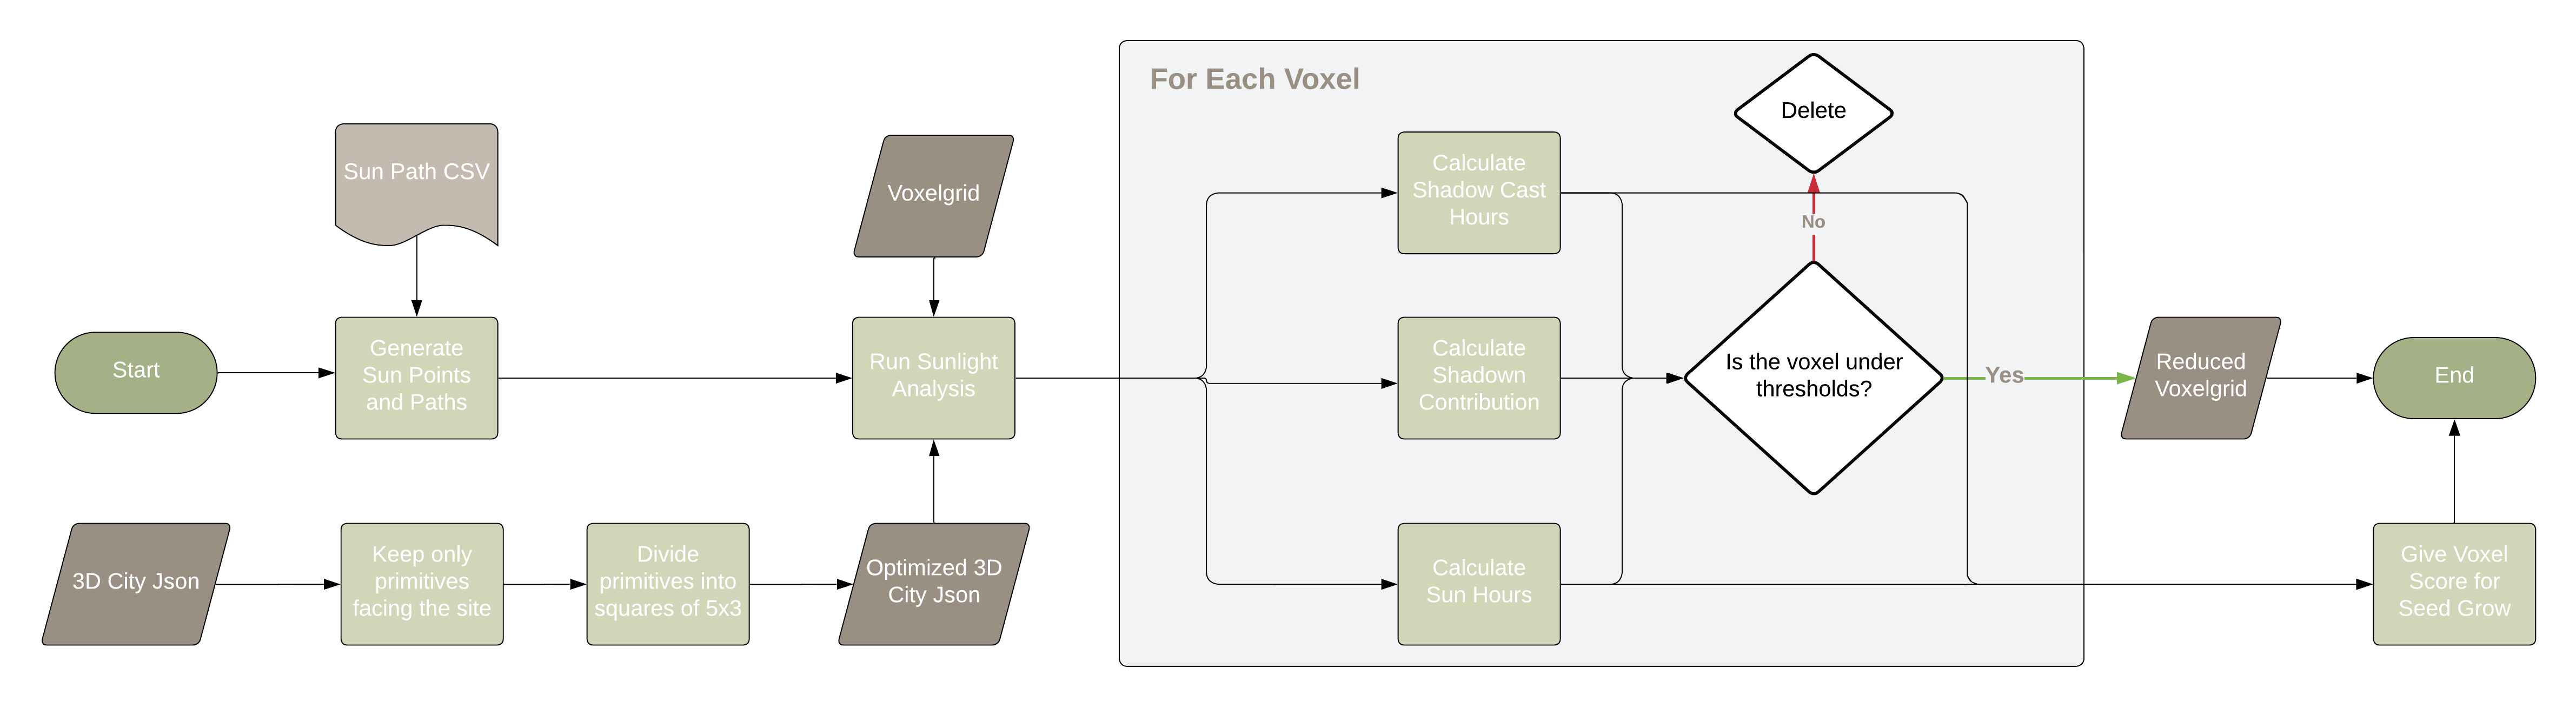 For Each Voxel
Delete
Sun Path CSV
Voxelgrid
Calculate
Shadow Cast
Hours
No
Start
Generate
Sun Points
and Paths
Run Sunlight
Analysis
Calculate
Shadown
Contribution
Is the voxel under
thresholds?
Yes
Reduced
Voxelgrid
End
3D City Json
Keep only
primitives
facing the site
Divide
primitives into
squares of 5x3
Optimized 3D
City Json
Calculate
Sun Hours
Give Voxel
Score for
Seed Grow